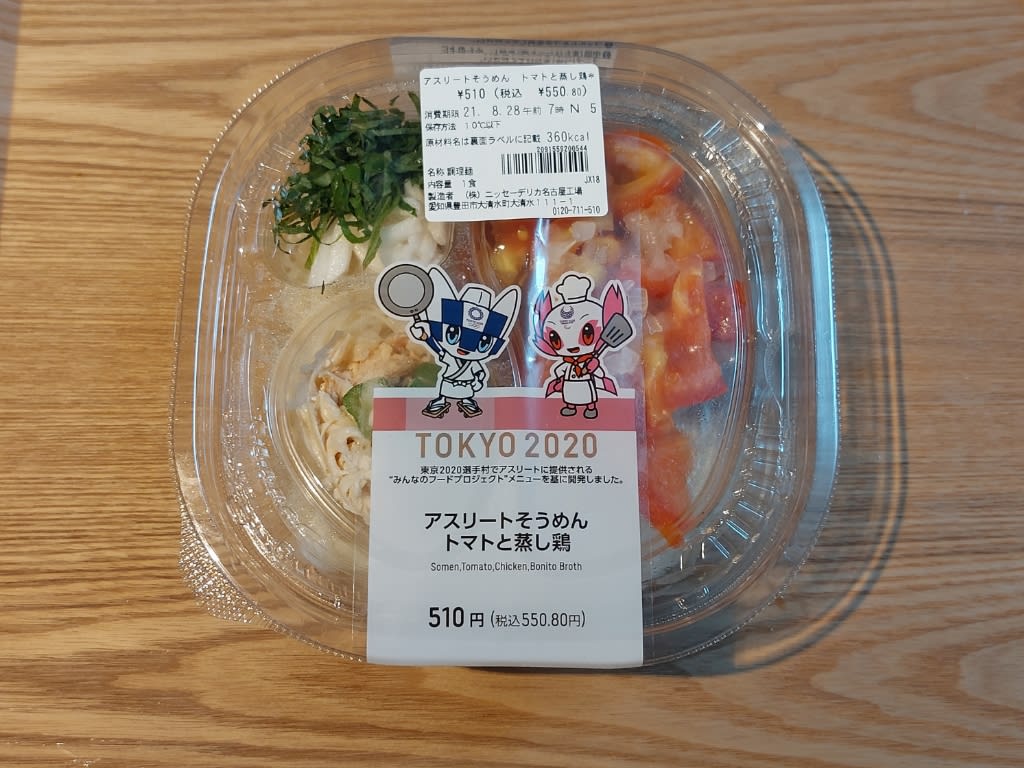 アスリートそうめん トマトと蒸し鶏*
¥510 (税込 ¥550.80)
消費期限 21. 8.28午前 7時 N 5
保存方法 10℃以下
原材料名は裏面ラベルに記載 360kcal
2091550200544
名称 調理麺
内容量 1食 JX18
製造者 (株)ニッセーデリカ名古屋工場
愛知県豊田市大清水町大清水111-1
0120-711-510
TOKYO 2020
東京2020選手村でアスリートに提供される
“みんなのフードプロジェクト”メニューを基に開発しました。
アスリートそうめん
トマトと蒸し鶏
Somen,Tomato,Chicken,Bonito Broth
510円 (税込550.80円)